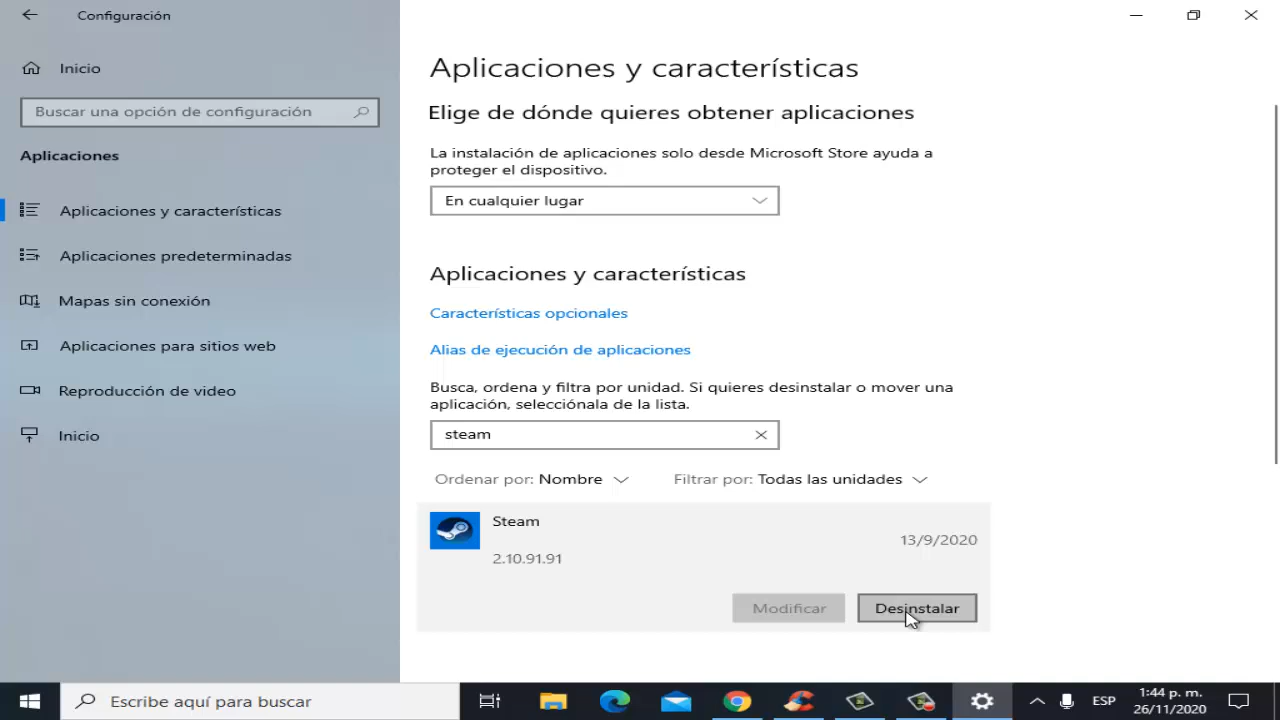 Configuración
Inicio
Buscar una opción de configuración
Aplicaciones
Aplicaciones y características
Aplicaciones predeterminadas
Mapas sin conexión
Aplicaciones para sitios web
Reproducción de video
Inicio
Aplicaciones y características
Elige de dónde quieres obtener aplicaciones
La instalación de aplicaciones solo desde Microsoft Store ayuda a
proteger el dispositivo.
En cualquier lugar
Aplicaciones y características
Características opcionales
Alias de ejecución de aplicaciones
Busca, ordena y filtra por unidad. Si quieres desinstalar o mover una
aplicación, selecciónala de la lista.
steam
Ordenar por: Nombre
Filtrar por: Todas las unidades
Steam
13/9/2020
2.10.91.91
Modificar
Desinstalar
Escribe aquí para buscar
ESP
1:44 p. m.
26/11/2020